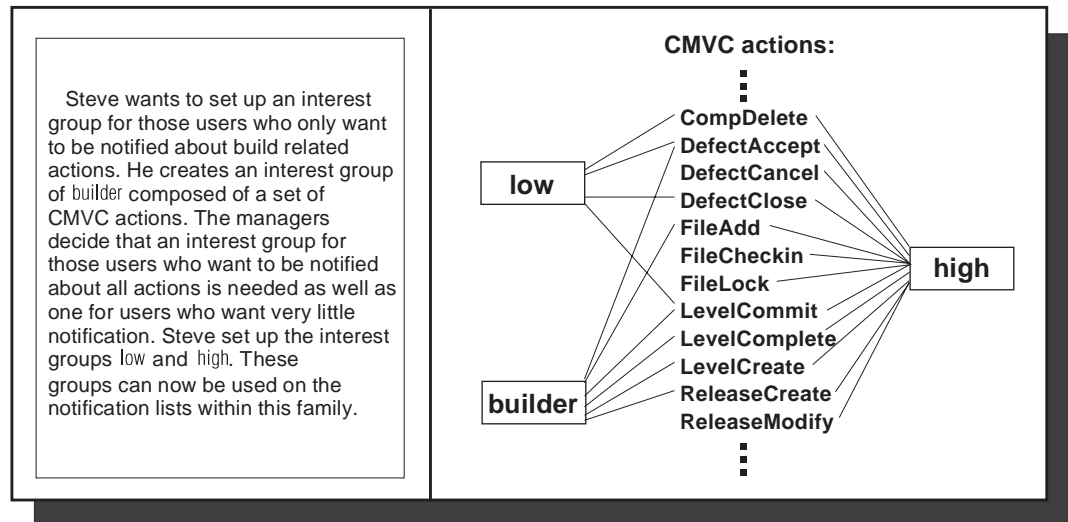 Steve wants to set up an interest
group for those users who only want
to be notified about build related
actions. He creates an interest group
of builder composed of a set of
CMVC actions. The managers
decide that an interest group for
those users who want to be notified
about all actions is needed as well as
one for users who want very little
notification. Steve set up the interest
groups low and high. These
groups can now be used on the
notification lists within this family.
CMVC actions:
low
builder
CompDelete
DefectAccept
DefectCancel
DefectClose
FileAdd
FileCheckin
FileLock
LevelCommit
LevelComplete
LevelCreate
ReleaseCreate
ReleaseModify
high